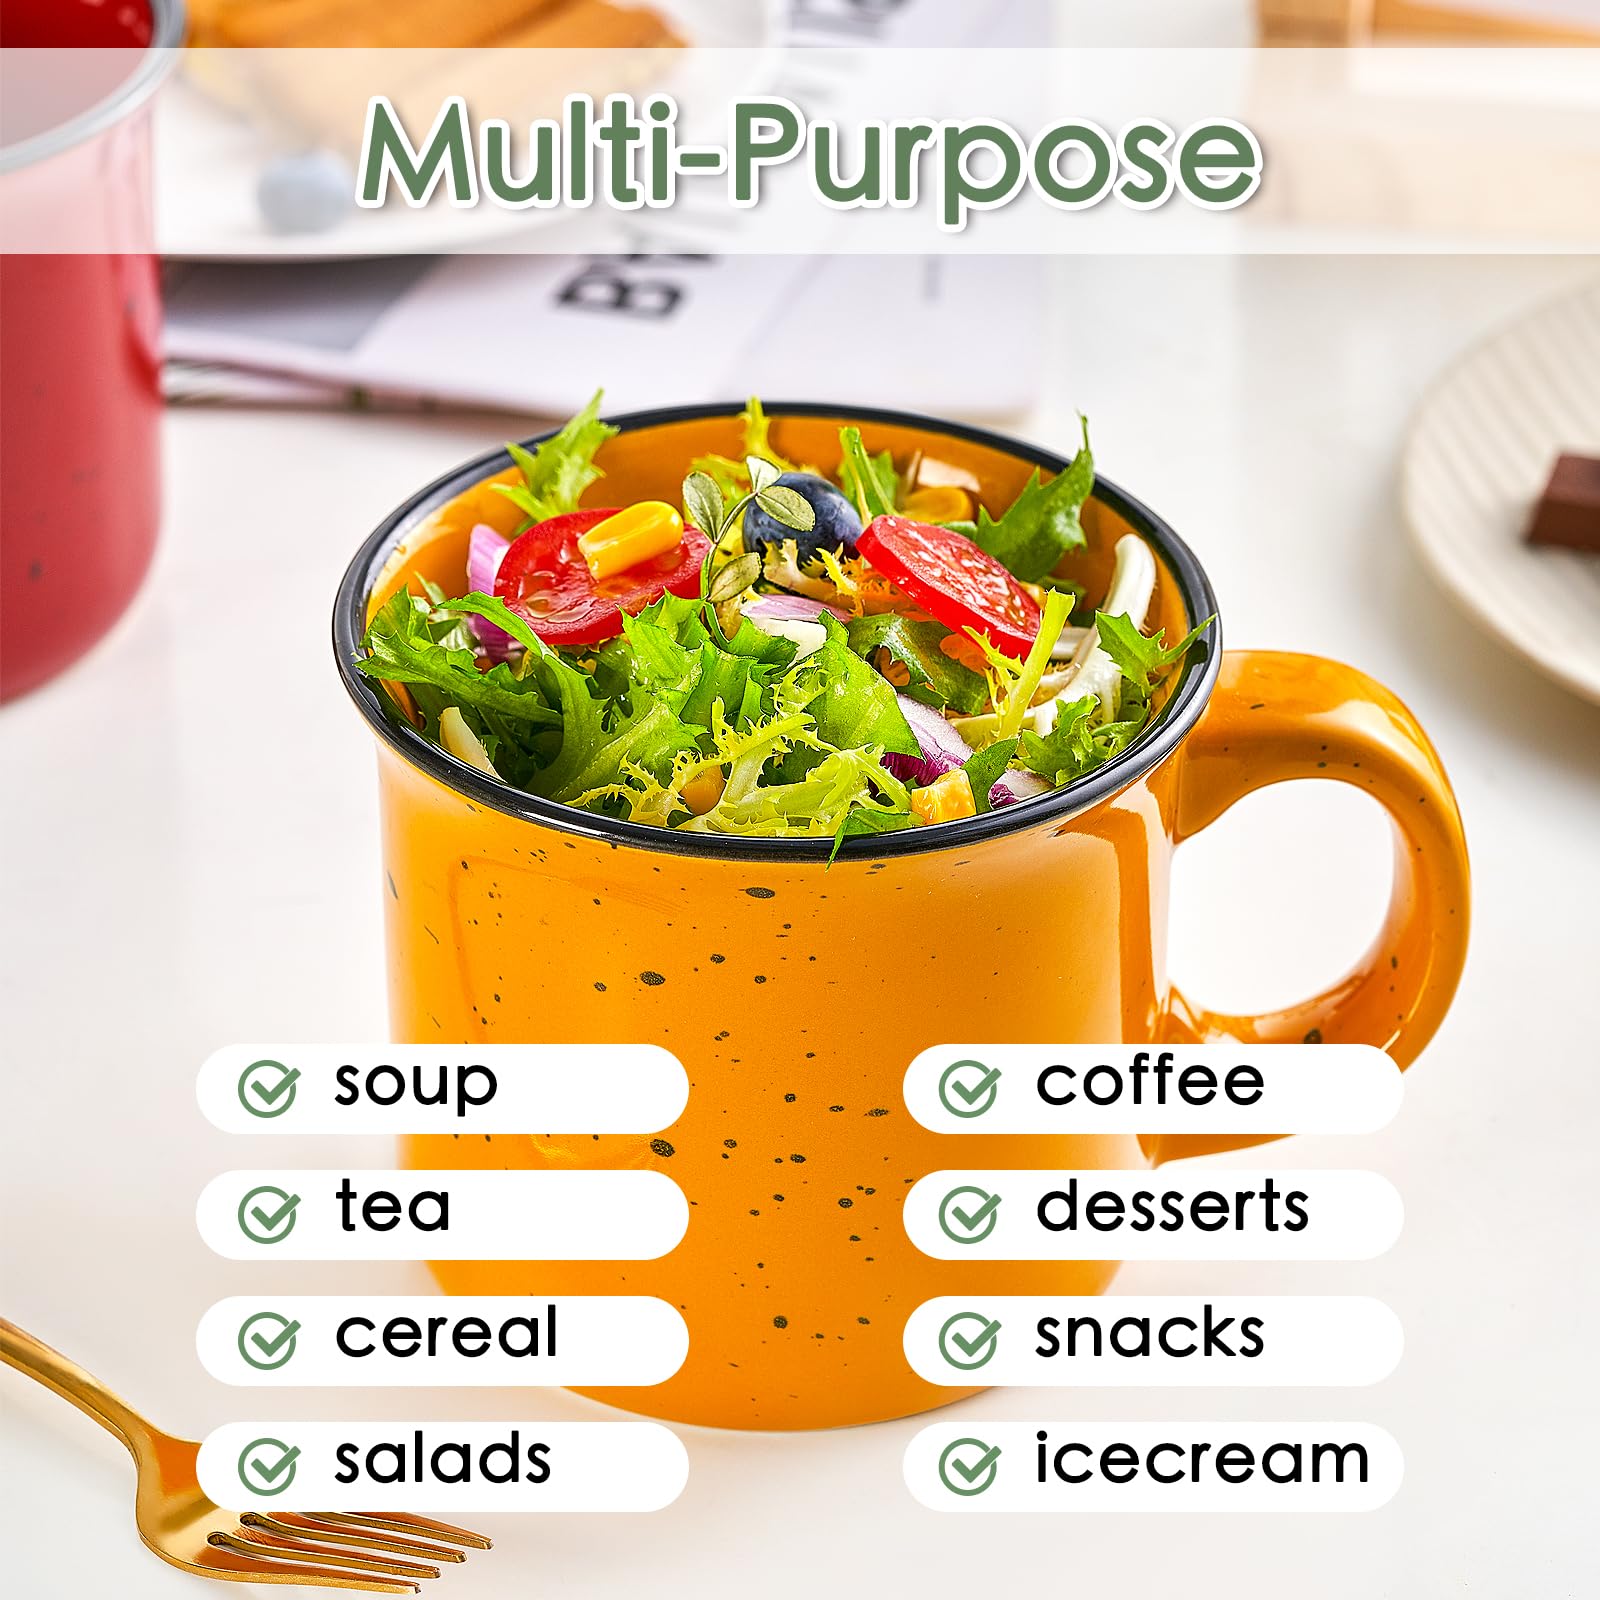 Multi-Purpose
soup
coffee
tea
desserts
cereal
snacks
salads
icecream